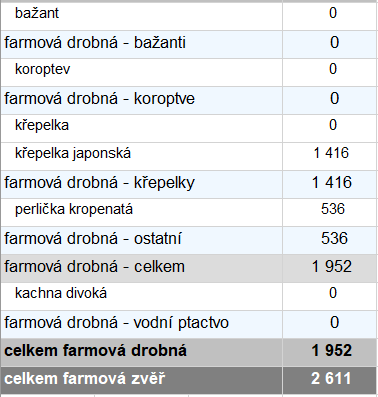 bažant 0
farmová drobná - bažanti 0
koroptev 0
farmová drobná - koroptve 0
křepelka 0
křepelka japonská 1 416
farmová drobná - křepelky 1 416
perlička kropenatá 536
farmová drobná - ostatní 536
farmová drobná - celkem 1 952
kachna divoká 0
farmová drobná - vodní ptactvo 0
celkem farmová drobná 1 952
celkem farmová zvěř 2 611